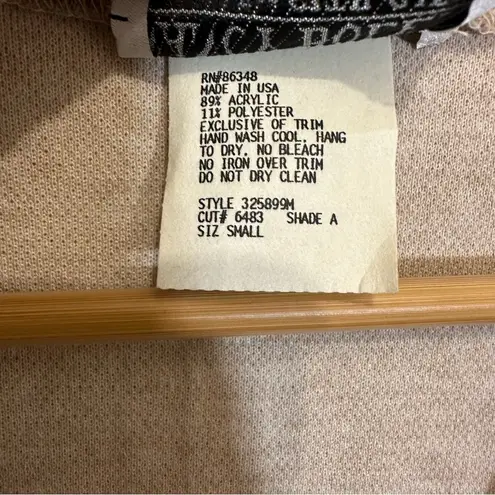 RN#86348
MADE IN USA
89% ACRYLIC
11% POLYESTER
EXCLUSIVE OF TRIM
HAND WASH COOL, HANG
TO DRY, NO BLEACH
NO IRON OVER TRIM
DO NOT DRY CLEAN
STYLE 325899M
CUT# 6483 SHADE A
SIZ SMALL